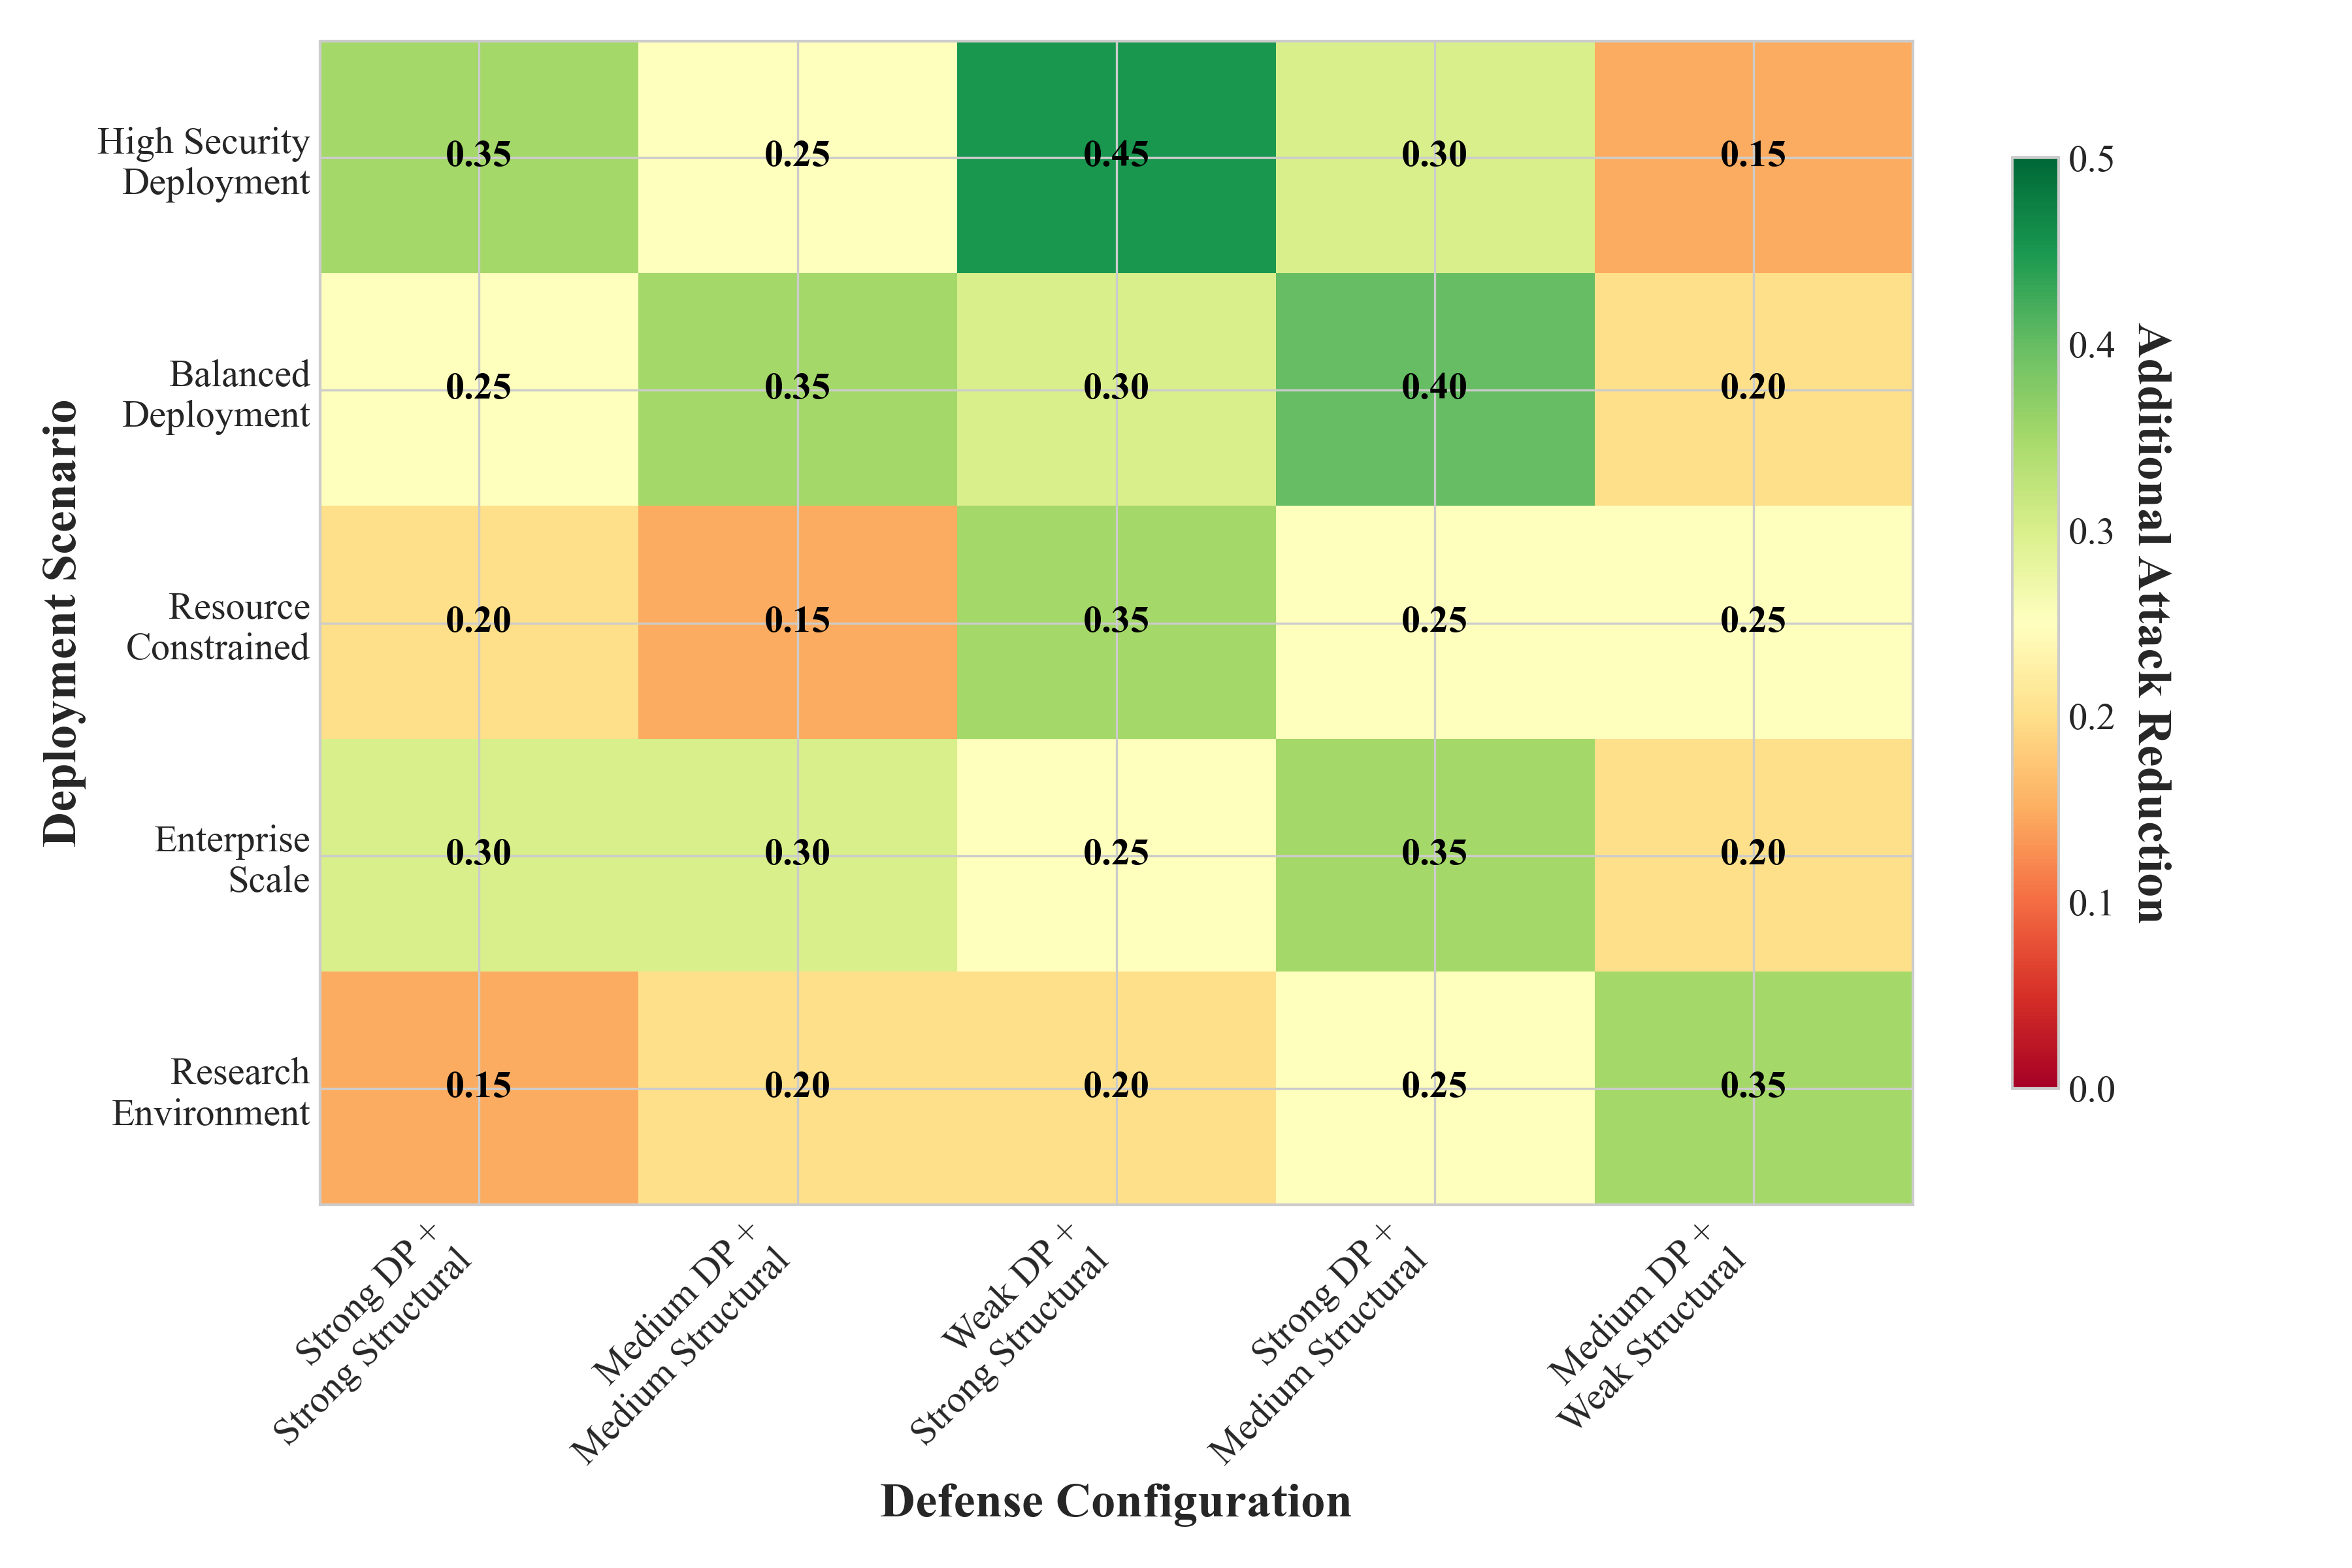 High Security
Deployment
0.35 0.25 0.45 0.30 0.15
Balanced
Deployment
0.25 0.35 0.30 0.40 0.20
Resource
Constrained
0.20 0.15 0.35 0.25 0.25
Enterprise
Scale
0.30 0.30 0.25 0.35 0.20
Research
Environment
0.15 0.20 0.20 0.25 0.35
Deployment Scenario
Strong DP +
Strong Structural
Medium DP +
Medium Structural
Weak DP +
Strong Structural
Strong DP +
Medium Structural
Medium DP +
Weak Structural
Defense Configuration
0.5
0.4
0.3
0.2
0.1
0.0
Additional Attack Reduction